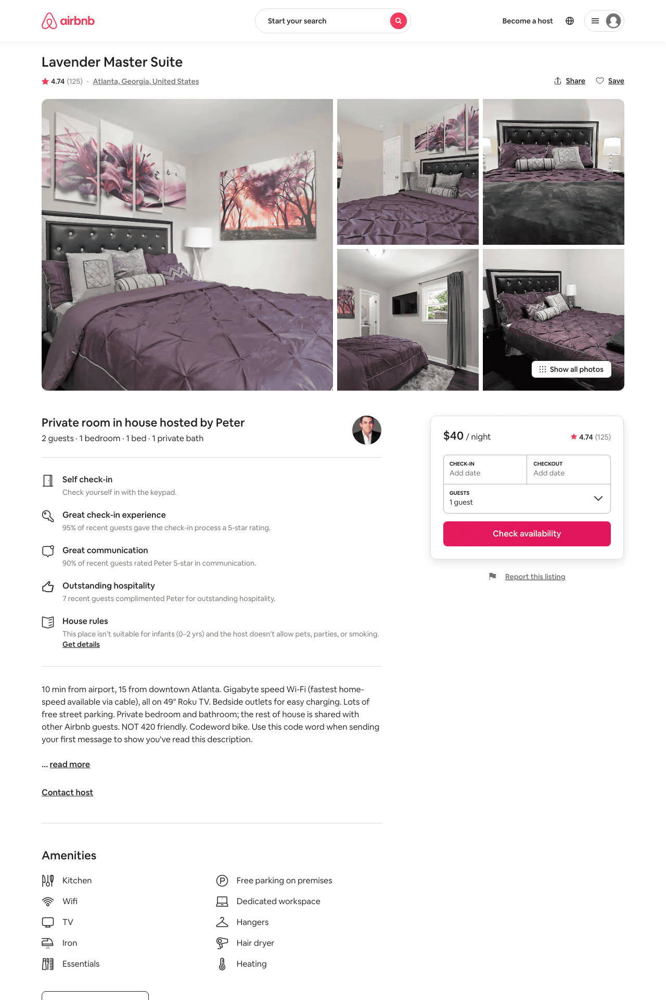 airbnb
Start your search
Become a host
Lavender Master Suite
4.74 (125) · Atlanta, Georgia, United States
Share
Save
Show all photos
Private room in house hosted by Peter
2 guests · 1 bedroom · 1 bed · 1 private bath
Self check-in
Check yourself in with the keypad.
Great check-in experience
95% of recent guests gave the check-in process a 5-star rating.
Great communication
90% of recent guests rated Peter 5-star in communication.
Outstanding hospitality
7 recent guests complimented Peter for outstanding hospitality.
House rules
This place isn't suitable for infants (0–2 yrs) and the host doesn't allow pets, parties, or smoking.
Get details
$40 / night
4.74 (125)
CHECK-IN
Add date
CHECKOUT
Add date
GUESTS
1 guest
Check availability
Report this listing
10 min from airport, 15 from downtown Atlanta. Gigabyte speed Wi-Fi (fastest home-
speed available via cable), all on 49" Roku TV. Bedside outlets for easy charging. Lots of
free street parking. Private bedroom and bathroom; the rest of house is shared with
other Airbnb guests. NOT 420 friendly. Codeword bike. Use this code word when sending
your first message to show you've read this description.
... read more
Contact host
Amenities
Kitchen
Free parking on premises
Wifi
Dedicated workspace
TV
Hangers
Iron
Hair dryer
Essentials
Heating